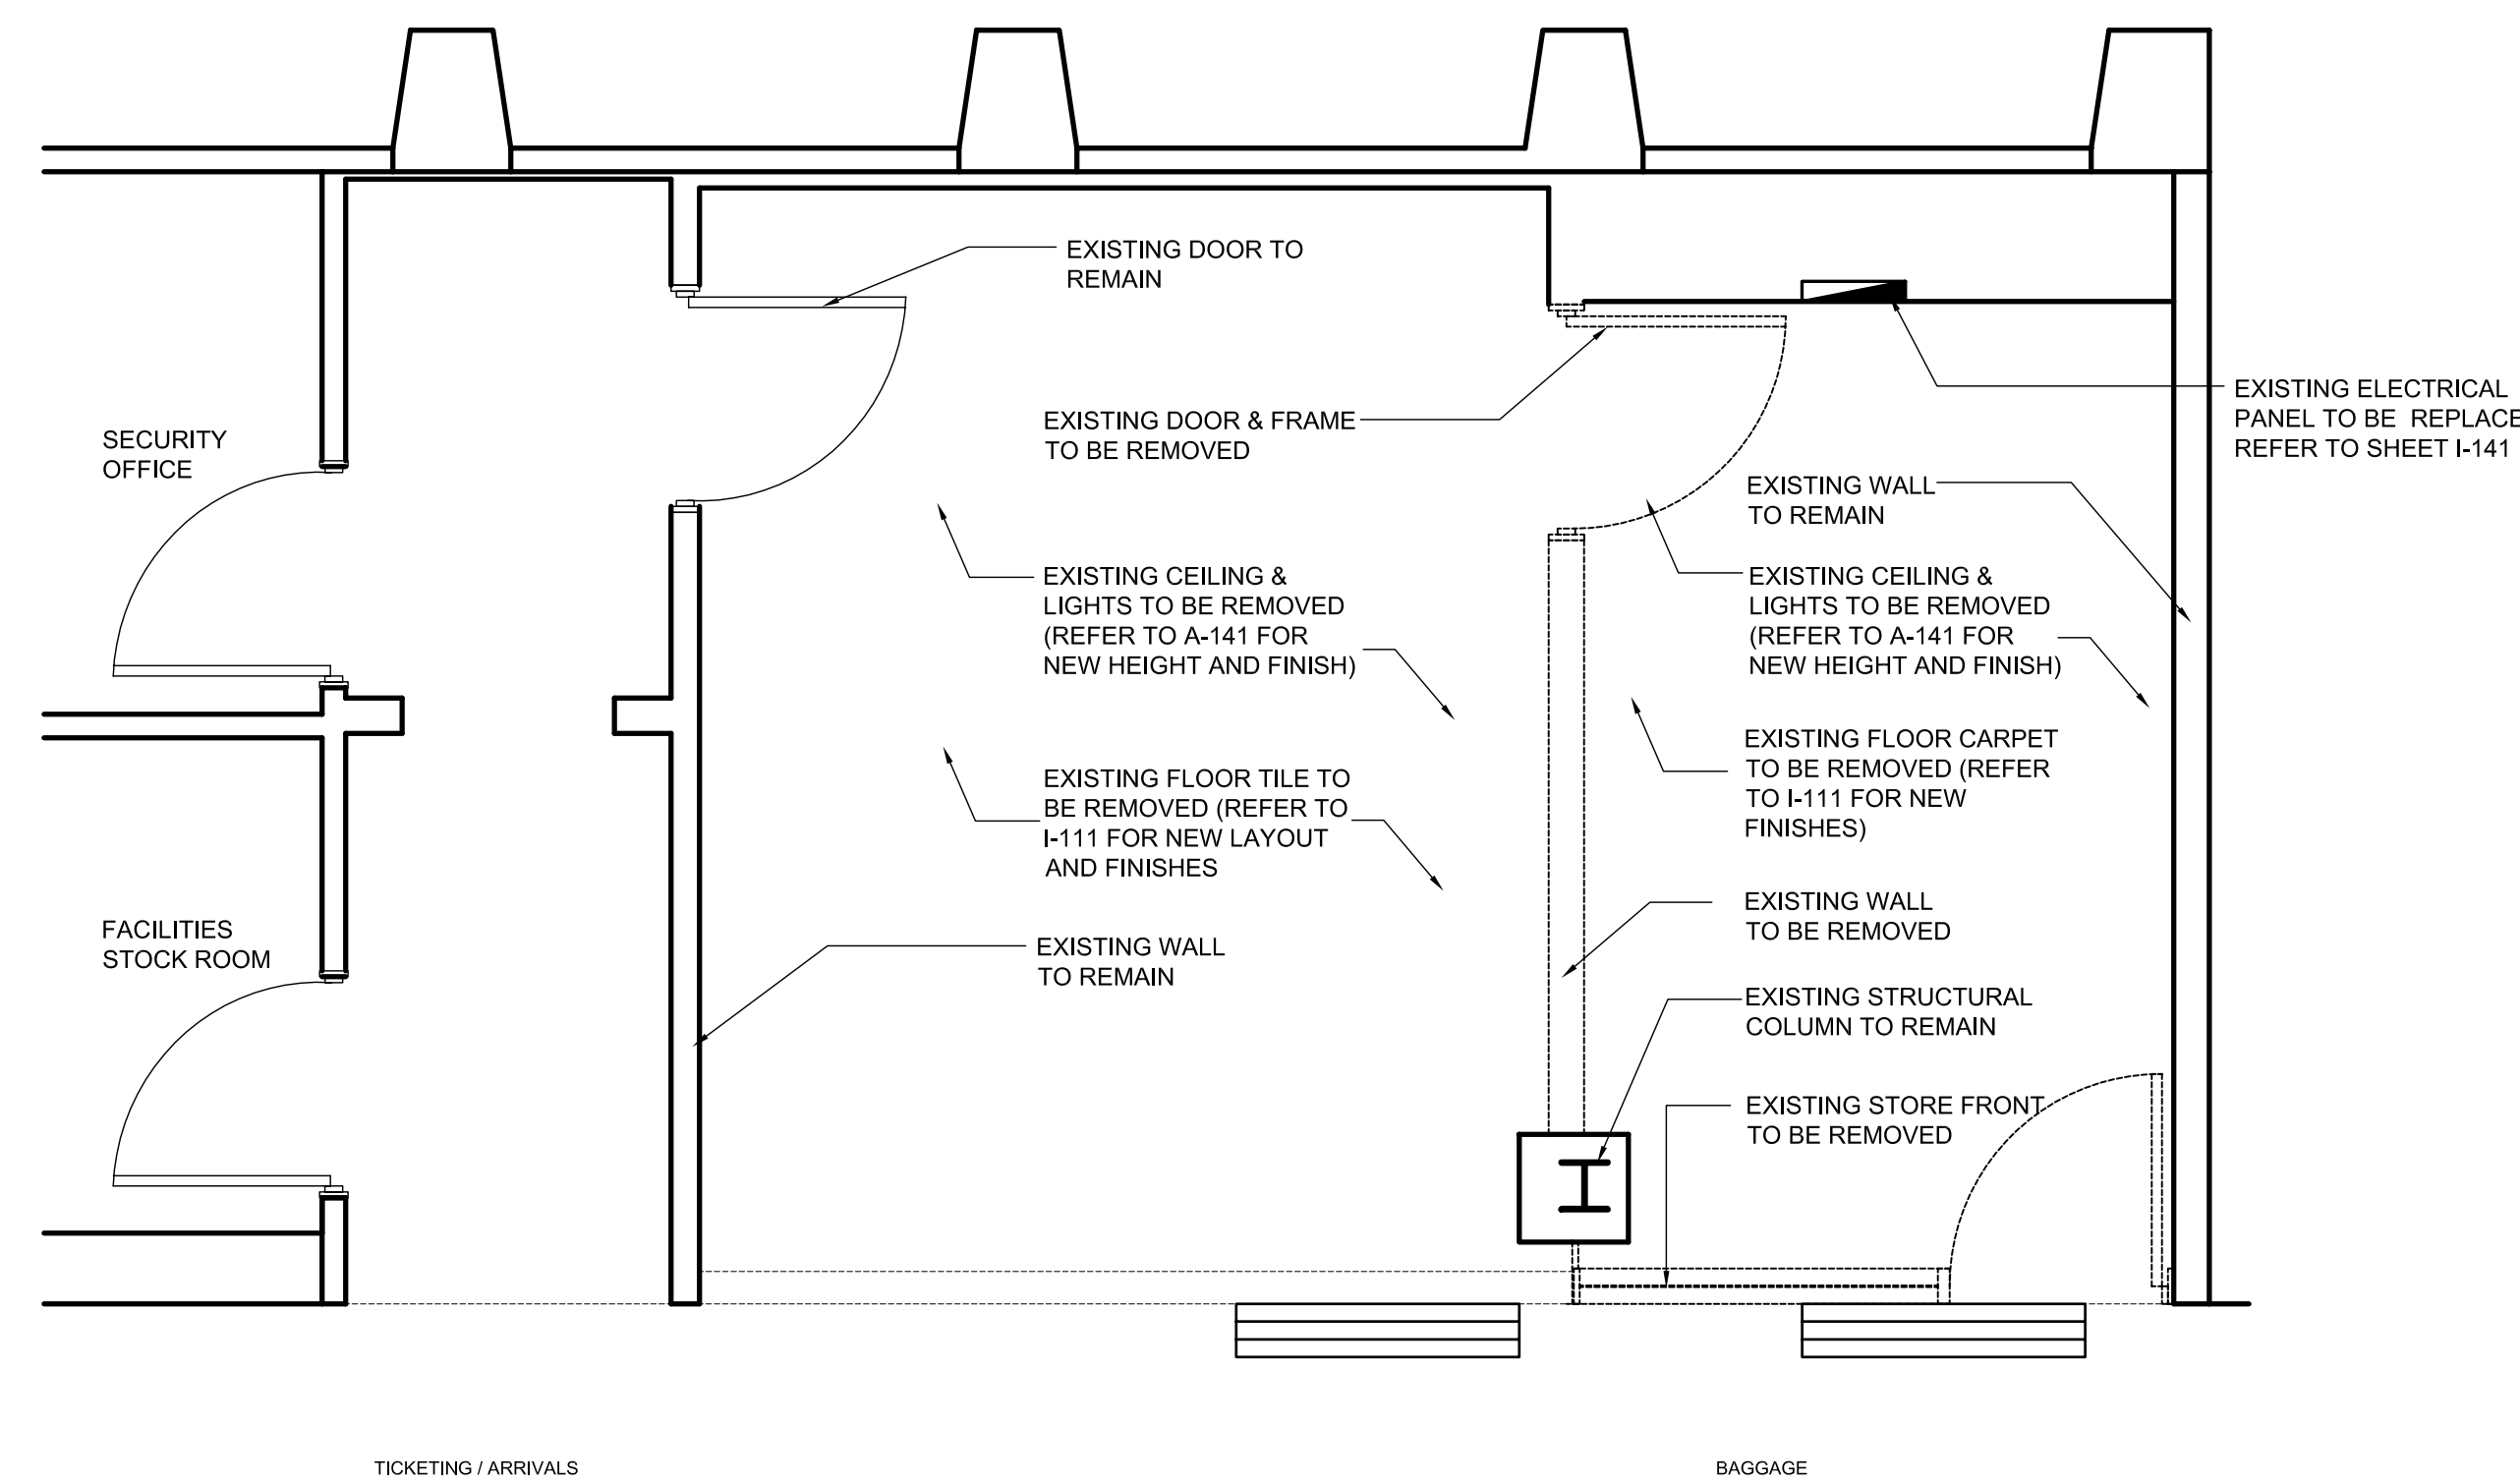 EXISTING DOOR TO
REMAIN
EXISTING ELECTRICAL
PANEL TO BE REPLACE
REFER TO SHEET I-141
EXISTING DOOR & FRAME
TO BE REMOVED
SECURITY
OFFICE
EXISTING WALL
TO REMAIN
EXISTING CEILING &
LIGHTS TO BE REMOVED
(REFER TO A-141 FOR
NEW HEIGHT AND FINISH)
EXISTING CEILING &
LIGHTS TO BE REMOVED
(REFER TO A-141 FOR
NEW HEIGHT AND FINISH)
EXISTING FLOOR CARPET
TO BE REMOVED (REFER
TO I-111 FOR NEW
FINISHES)
EXISTING FLOOR TILE TO
BE REMOVED (REFER TO
I-111 FOR NEW LAYOUT
AND FINISHES
EXISTING WALL
TO BE REMOVED
FACILITIES
STOCK ROOM
EXISTING WALL
TO REMAIN
EXISTING STRUCTURAL
COLUMN TO REMAIN
EXISTING STORE FRONT
TO BE REMOVED
TICKETING / ARRIVALS
BAGGAGE